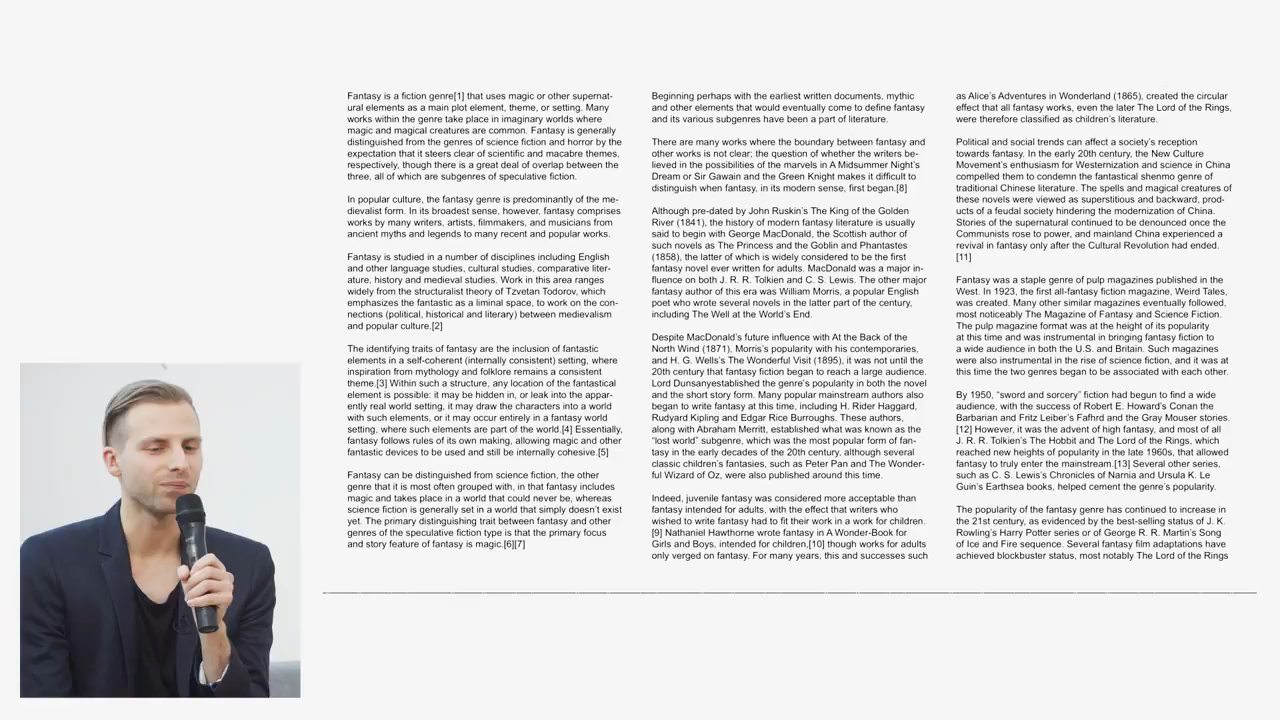 Fantasy is a fiction genre[1] that uses magic or other supernat-
ural elements as a main plot element, theme, or setting. Many
works within the genre take place in imaginary worlds where
magic and magical creatures are common. Fantasy is generally
distinguished from the genres of science fiction and horror by the
expectation that it steers clear of scientific and macabre themes,
respectively, though there is a great deal of overlap between the
three, all of which are subgenres of speculative fiction.
In popular culture, the fantasy genre is predominantly of the me-
dievalist form. In its broadest sense, however, fantasy comprises
works by many writers, artists, filmmakers, and musicians from
ancient myths and legends to many recent and popular works.
Fantasy is studied in a number of disciplines including English
and other language studies, cultural studies, comparative liter-
ature, history and medieval studies. Work in this area ranges
widely from the structuralist theory of Tzvetan Todorov, which
emphasizes the fantastic as a liminal space, to work on the con-
nections (political, historical and literary) between medievalism
and popular culture.[2]
The identifying traits of fantasy are the inclusion of fantastic
elements in a self-coherent (internally consistent) setting, where
inspiration from mythology and folklore remains a consistent
theme.[3] Within such a structure, any location of the fantastical
element is possible: it may be hidden in, or leak into the appar-
ently real world setting, it may draw the characters into a world
with such elements, or it may occur entirely in a fantasy world
setting, where such elements are part of the world.[4] Essentially,
fantasy follows rules of its own making, allowing magic and other
fantastic devices to be used and still be internally cohesive.[5]
Fantasy can be distinguished from science fiction, the other
genre that it is most often grouped with, in that fantasy includes
magic and takes place in a world that could never be, whereas
science fiction is generally set in a world that simply doesn't exist
yet. The primary distinguishing trait between fantasy and other
genres of the speculative fiction type is that the primary focus
and story feature of fantasy is magic.[6][7]
Beginning perhaps with the earliest written documents, mythic
and other elements that would eventually come to define fantasy
and its various subgenres have been a part of literature.
There are many works where the boundary between fantasy and
other works is not clear; the question of whether the writers be-
lieved in the possibilities of the marvels in A Midsummer Night's
Dream or Sir Gawain and the Green Knight makes it difficult to
distinguish when fantasy, in its modern sense, first began.[8]
Although pre-dated by John Ruskin's The King of the Golden
River (1841), the history of modern fantasy literature is usually
said to begin with George MacDonald, the Scottish author of
such novels as The Princess and the Goblin and Phantastes
(1858), the latter of which is widely considered to be the first
fantasy novel ever written for adults. MacDonald was a major in-
fluence on both J. R. R. Tolkien and C. S. Lewis. The other major
fantasy author of this era was William Morris, a popular English
poet who wrote several novels in the latter part of the century,
including The Well at the World's End.
Despite MacDonald's future influence with At the Back of the
North Wind (1871), Morris's popularity with his contemporaries,
and H. G. Wells's The Wonderful Visit (1895), it was not until the
20th century that fantasy fiction began to reach a large audience.
Lord Dunsanyestablished the genre's popularity in both the novel
and the short story form. Many popular mainstream authors also
began to write fantasy at this time, including H. Rider Haggard,
Rudyard Kipling and Edgar Rice Burroughs. These authors,
along with Abraham Merritt, established what was known as the
"lost world" subgenre, which was the most popular form of fan-
tasy in the early decades of the 20th century, although several
classic children's fantasies, such as Peter Pan and The Wonder-
ful Wizard of Oz, were also published around this time.
Indeed, juvenile fantasy was considered more acceptable than
fantasy intended for adults, with the effect that writers who
wished to write fantasy had to fit their work in a work for children.
[9] Nathaniel Hawthorne wrote fantasy in A Wonder-Book for
Girls and Boys, intended for children,[10] though works for adults
only verged on fantasy. For many years, this and successes such
as Alice's Adventures in Wonderland (1865), created the circular
effect that all fantasy works, even the later The Lord of the Rings,
were therefore classified as children's literature.
Political and social trends can affect a society's reception
towards fantasy. In the early 20th century, the New Culture
Movement's enthusiasm for Westernization and science in China
compelled them to condemn the fantastical shenmo genre of
traditional Chinese literature. The spells and magical creatures of
these novels were viewed as superstitious and backward, prod-
ucts of a feudal society hindering the modernization of China.
Stories of the supernatural continued to be denounced once the
Communists rose to power, and mainland China experienced a
revival in fantasy only after the Cultural Revolution had ended.
[11]
Fantasy was a staple genre of pulp magazines published in the
West. In 1923, the first all-fantasy fiction magazine, Weird Tales,
was created. Many other similar magazines eventually followed,
most noticeably The Magazine of Fantasy and Science Fiction.
The pulp magazine format was at the height of its popularity
at this time and was instrumental in bringing fantasy fiction to
a wide audience in both the U.S. and Britain. Such magazines
were also instrumental in the rise of science fiction, and it was at
this time the two genres began to be associated with each other.
By 1950, "sword and sorcery" fiction had begun to find a wide
audience, with the success of Robert E. Howard's Conan the
Barbarian and Fritz Leiber's Fafhrd and the Gray Mouser stories.
[12] However, it was the advent of high fantasy, and most of all
J. R. R. Tolkien's The Hobbit and The Lord of the Rings, which
reached new heights of popularity in the late 1960s, that allowed
fantasy to truly enter the mainstream.[13] Several other series,
such as C. S. Lewis's Chronicles of Narnia and Ursula K. Le
Guin's Earthsea books, helped cement the genre's popularity.
The popularity of the fantasy genre has continued to increase in
the 21st century, as evidenced by the best-selling status of J. K.
Rowling's Harry Potter series or of George R. R. Martin's Song
of Ice and Fire sequence. Several fantasy film adaptations have
achieved blockbuster status, most notably The Lord of the Rings